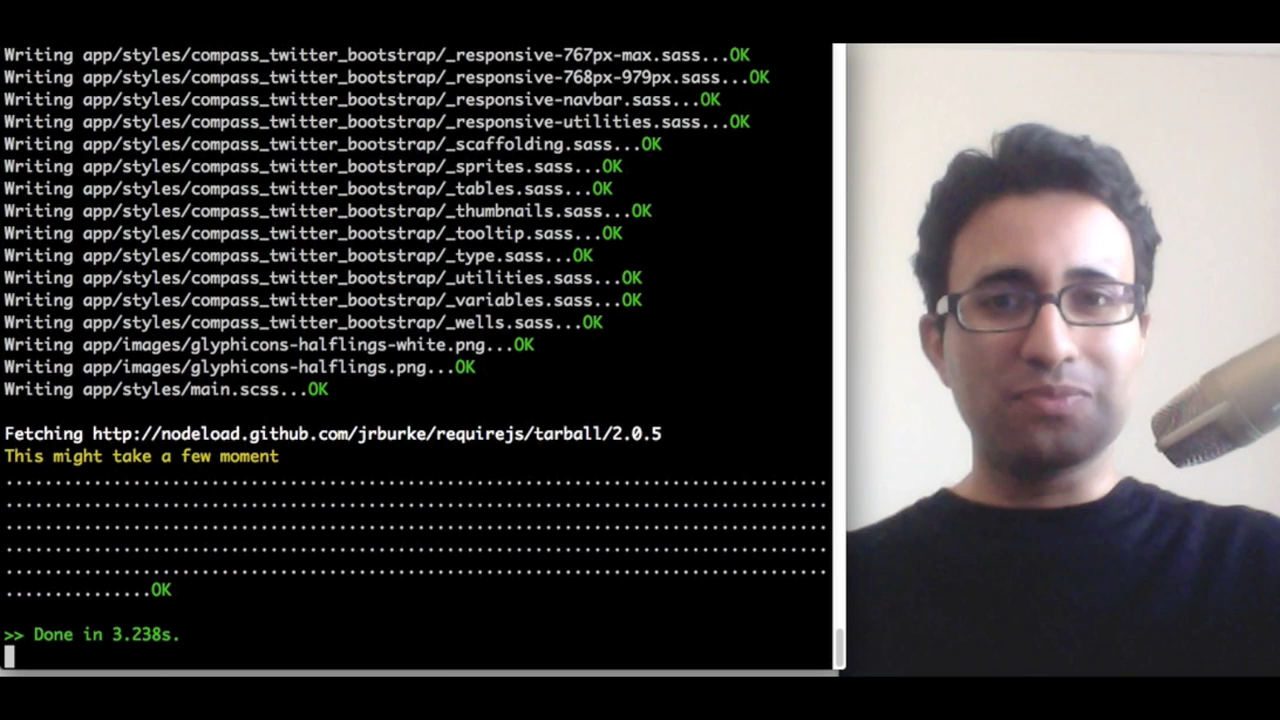 Writing app/styles/compass_twitter_bootstrap/_responsive-767px-max.sass...OK
Writing app/styles/compass_twitter_bootstrap/_responsive-768px-979px.sass...OK
Writing app/styles/compass_twitter_bootstrap/_responsive-navbar.sass...OK
Writing app/styles/compass_twitter_bootstrap/_responsive-utilities.sass...OK
Writing app/styles/compass_twitter_bootstrap/_scaffolding.sass...OK
Writing app/styles/compass_twitter_bootstrap/_sprites.sass...OK
Writing app/styles/compass_twitter_bootstrap/_tables.sass...OK
Writing app/styles/compass_twitter_bootstrap/_thumbnails.sass...OK
Writing app/styles/compass_twitter_bootstrap/_tooltip.sass...OK
Writing app/styles/compass_twitter_bootstrap/_type.sass...OK
Writing app/styles/compass_twitter_bootstrap/_utilities.sass...OK
Writing app/styles/compass_twitter_bootstrap/_variables.sass...OK
Writing app/styles/compass_twitter_bootstrap/_wells.sass...OK
Writing app/images/glyphicons-halflings-white.png...OK
Writing app/images/glyphicons-halflings.png...OK
Writing app/styles/main.scss...OK
Fetching http://nodeload.github.com/jrburke/requirejs/tarball/2.0.5
This might take a few moment
....................................................................................
....................................................................................
....................................................................................
....................................................................................
....................................................................................
...............OK
>> Done in 3.238s.